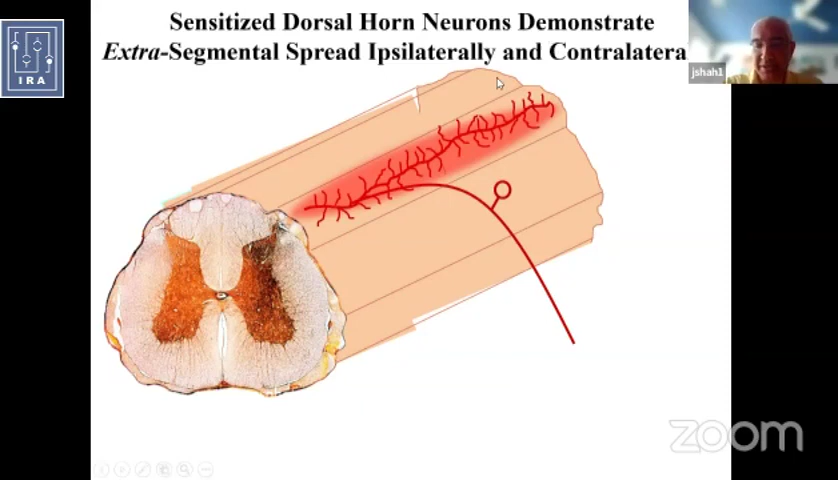 Sensitized Dorsal Horn Neurons Demonstrate
Extra-Segmental Spread Ipsilaterally and Contralatera
IRA
jshah1
zoom